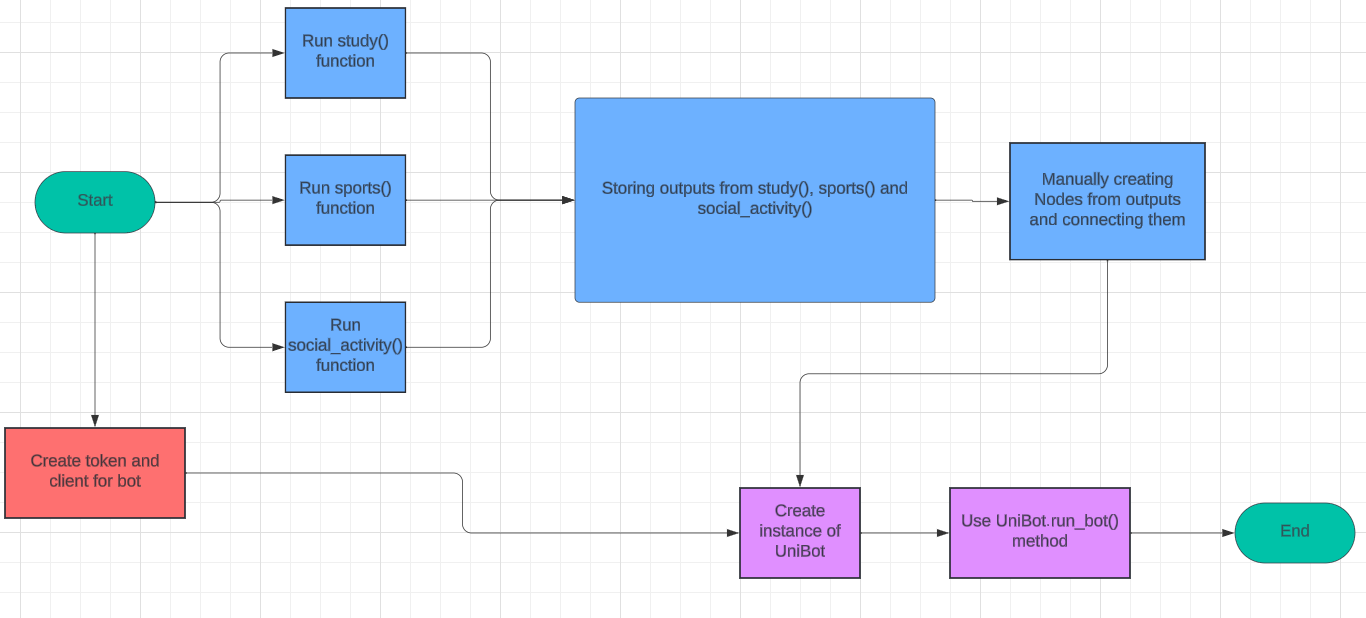 Run study()
function
Start
Run sports()
function
Run
social_activity()
function
Storing outputs from study(), sports() and
social_activity()
Manually creating
Nodes from outputs
and connecting them
Create token and
client for bot
Create
instance of
UniBot
Use UniBot.run_bot()
method
End